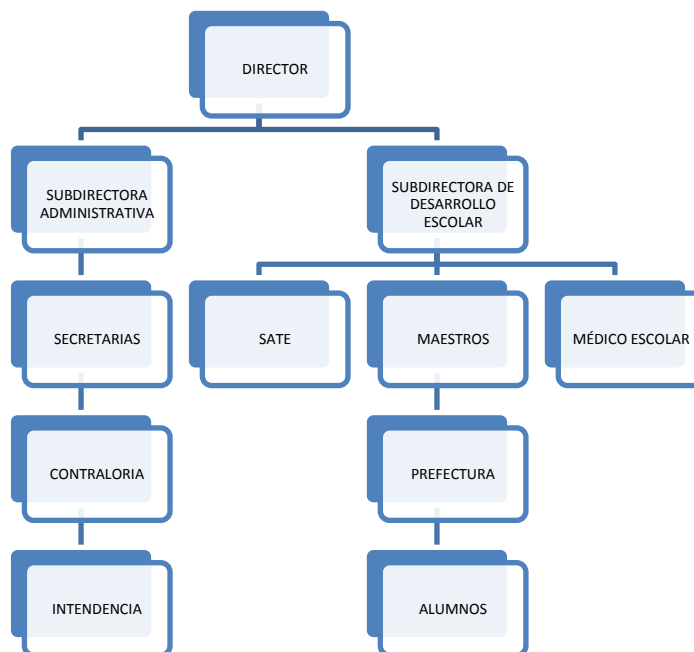 DIRECTOR
SUBDIRECTORA
ADMINISTRATIVA
SUBDIRECTORA DE
DESARROLLO
ESCOLAR
SECRETARIAS
SATE
MAESTROS
MÉDICO ESCOLAR
CONTRALORIA
PREFECTURA
INTENDENCIA
ALUMNOS